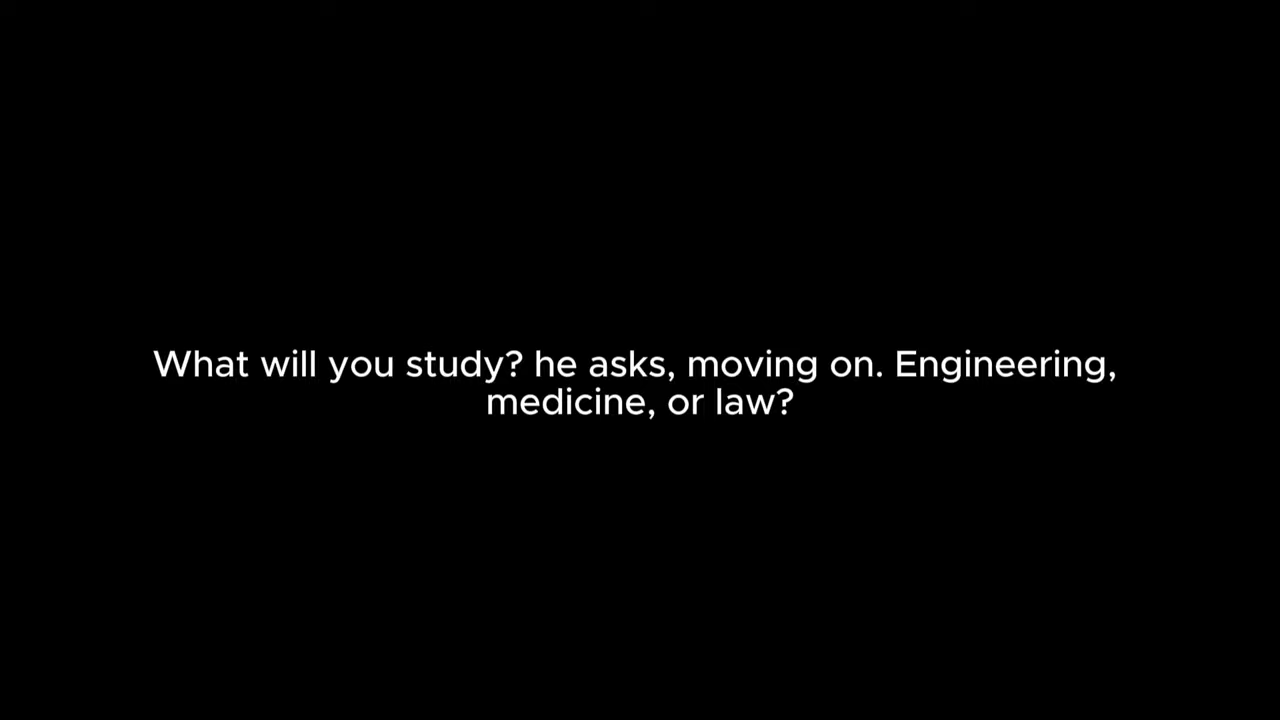 What will you study? he asks, moving on. Engineering,
medicine, or law?